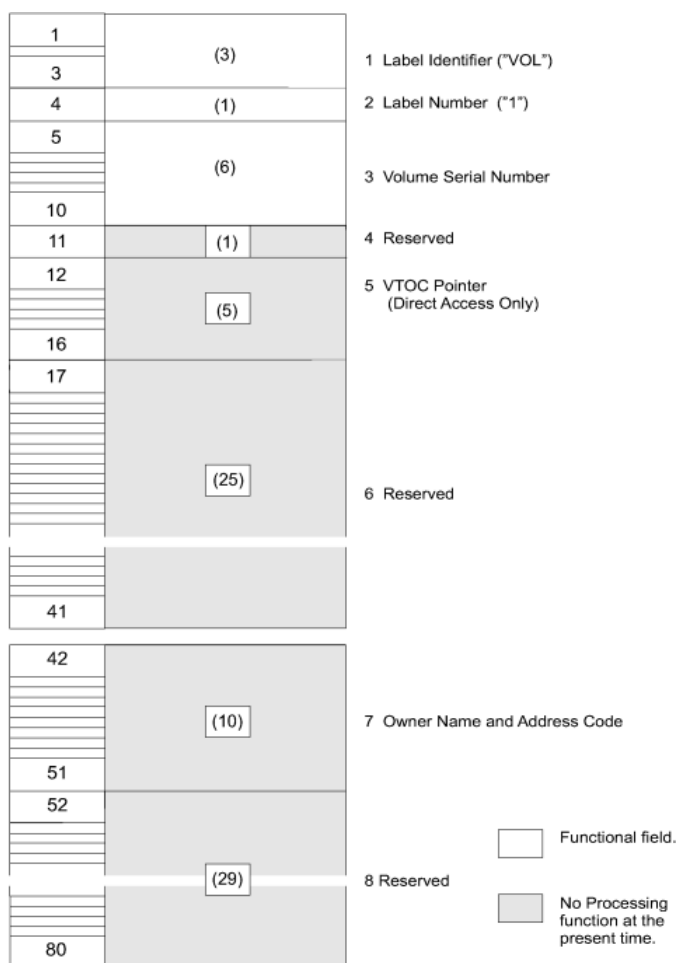 1
3
(3)
1 Label Identifier ("VOL")
4
(1)
2 Label Number ("1")
5
10
(6)
3 Volume Serial Number
11
(1)
4 Reserved
12
16
(5)
5 VTOC Pointer
(Direct Access Only)
17
41
(25)
6 Reserved
42
51
(10)
7 Owner Name and Address Code
52
80
(29)
8 Reserved
Functional field.
No Processing
function at the
present time.